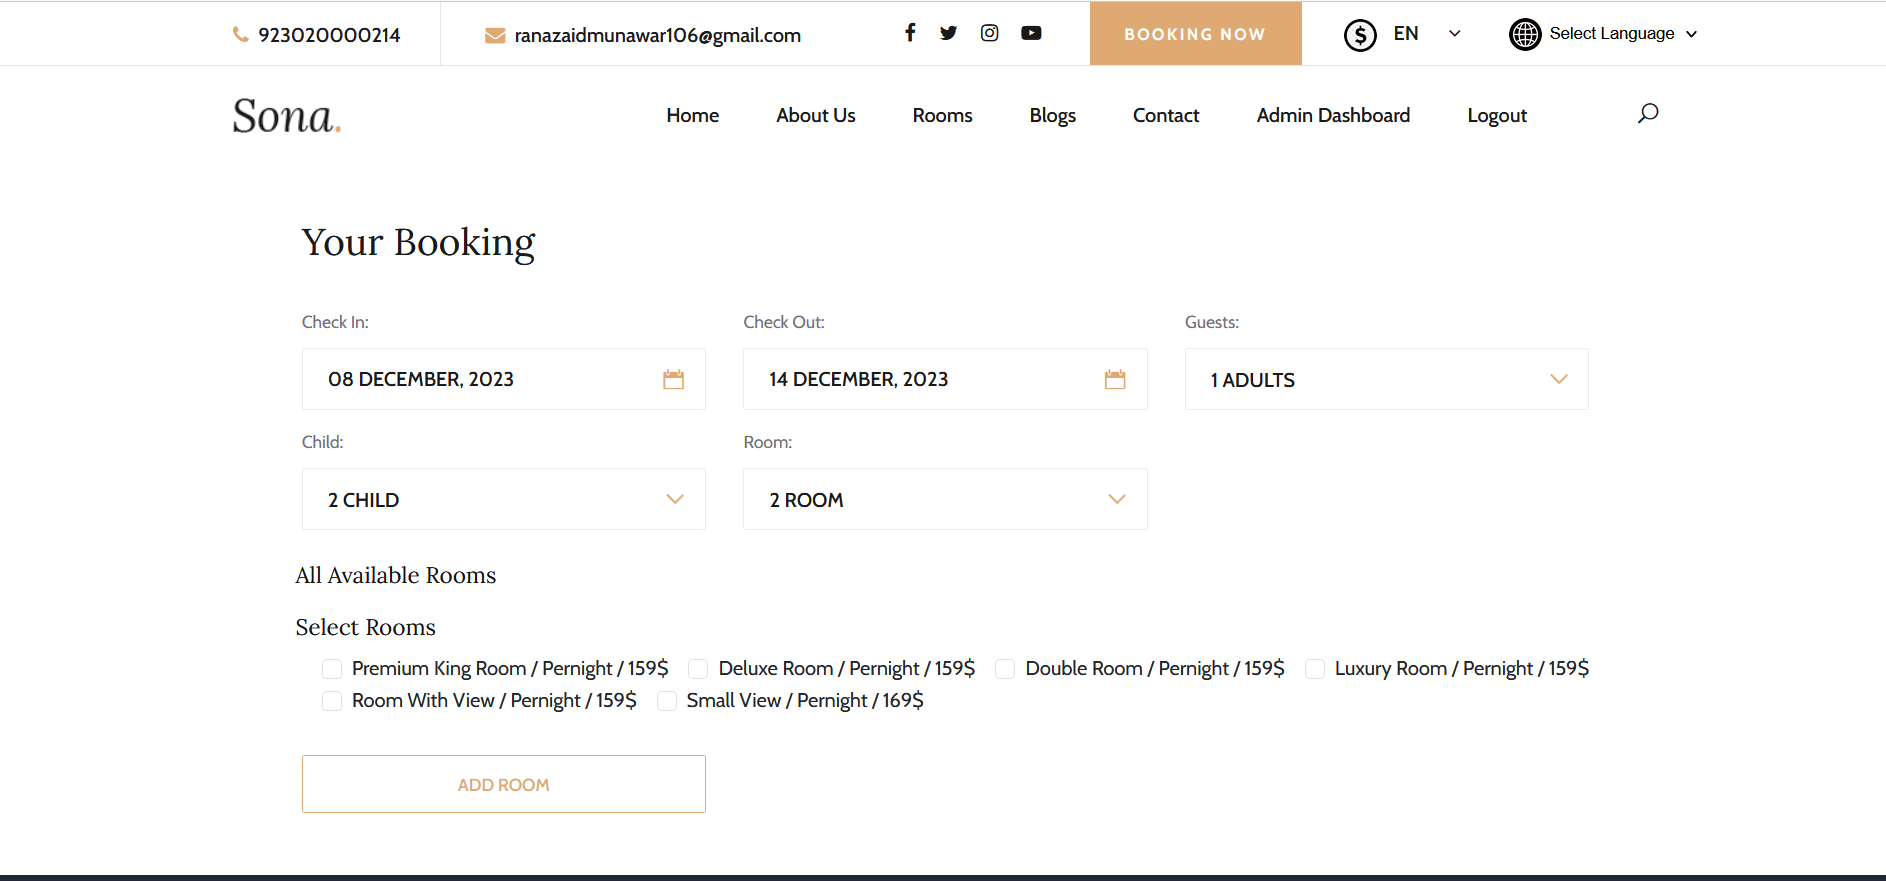 923020000214 ranazaidmunawar106@gmail.com BOOKING NOW $ EN Select Language
Sona. Home About Us Rooms Blogs Contact Admin Dashboard Logout
Your Booking
Check In: Check Out: Guests:
08 DECEMBER, 2023 14 DECEMBER, 2023 1 ADULTS
Child: Room:
2 CHILD 2 ROOM
All Available Rooms
Select Rooms
Premium King Room / Pernight / 159$ Deluxe Room / Pernight / 159$ Double Room / Pernight / 159$ Luxury Room / Pernight / 159$
Room With View / Pernight / 159$ Small View / Pernight / 169$
ADD ROOM